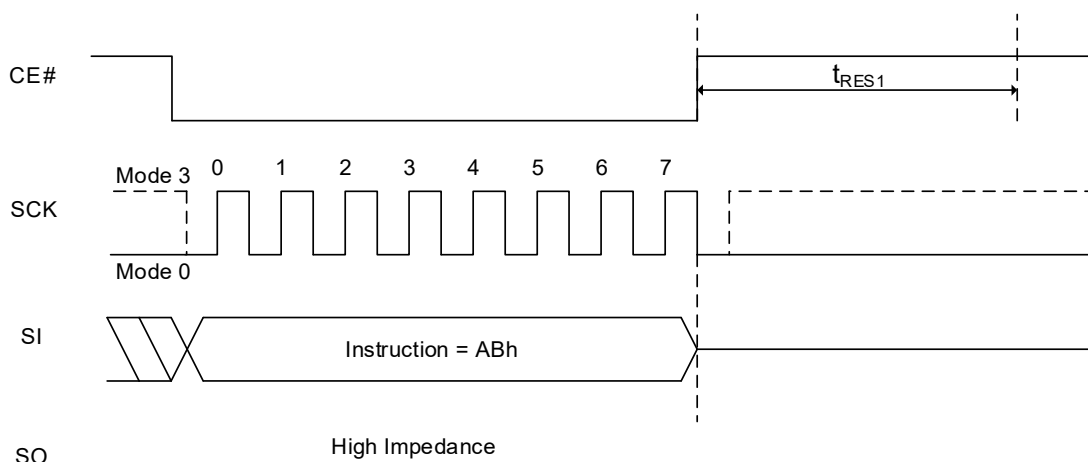 CE#
tRES1
Mode 3
0 1 2 3 4 5 6 7
SCK
Mode 0
SI
Instruction = ABh
High Impedance
SO